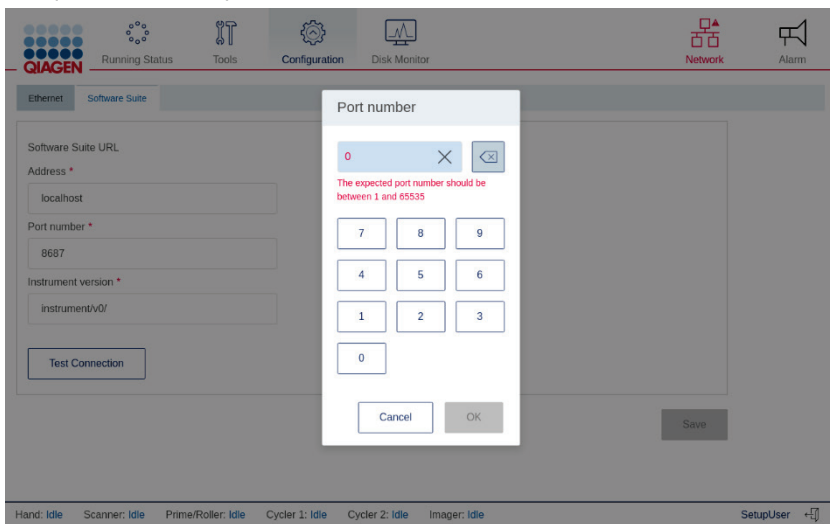 QIAGEN
Running Status
Tools
Configuration
Disk Monitor
Network
Alarm
Ethernet
Software Suite
Software Suite URL
Address *
localhost
Port number *
8687
Instrument version *
instrument/v0/
Test Connection
Port number
0
The expected port number should be
between 1 and 65535
7 8 9
4 5 6
1 2 3
0
Cancel OK
Save
Hand: Idle Scanner: Idle Prime/Roller: Idle Cycler 1: Idle Cycler 2: Idle Imager: Idle SetupUser